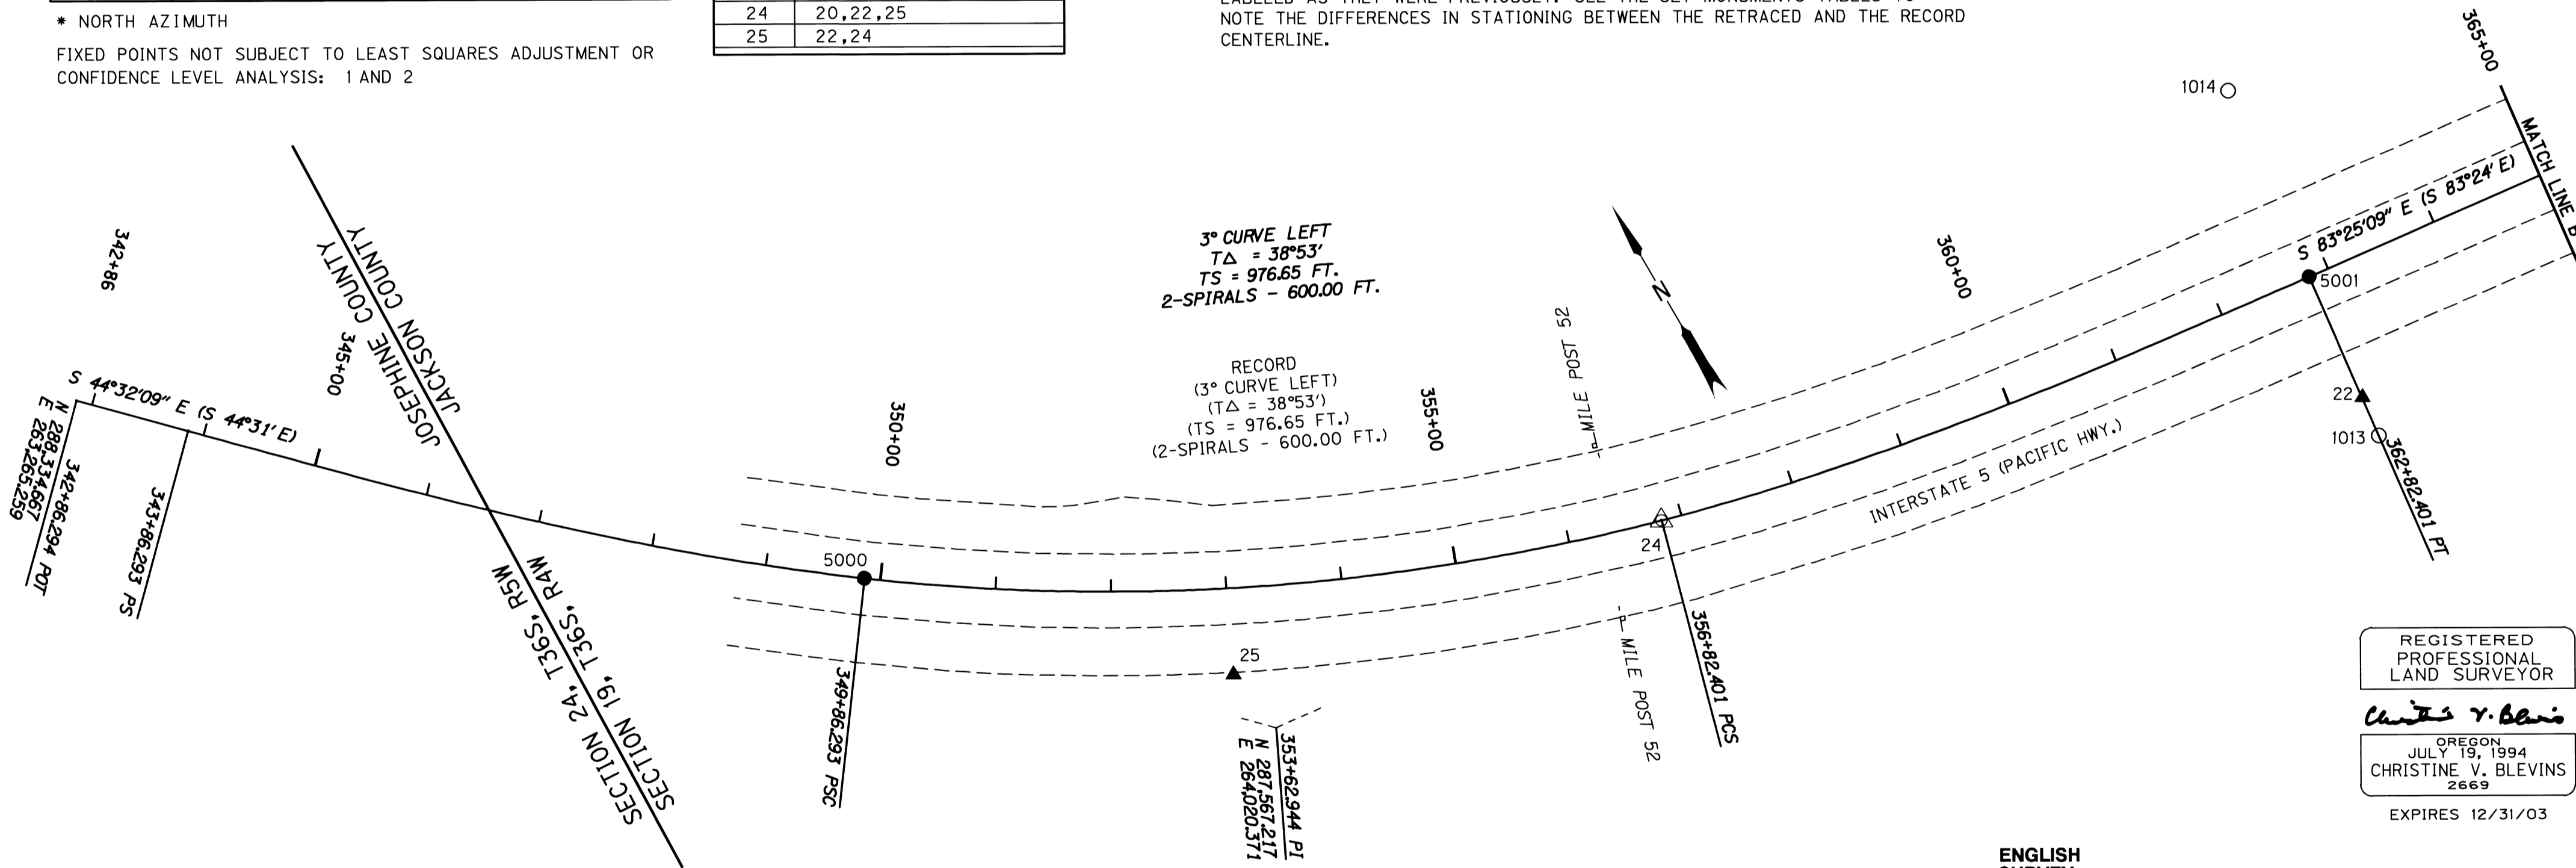 * NORTH AZIMUTH
FIXED POINTS NOT SUBJECT TO LEAST SQUARES ADJUSTMENT OR
CONFIDENCE LEVEL ANALYSIS: 1 AND 2
24 20,22,25
25 22,24
NOTE THE DIFFERENCES IN STATIONING BETWEEN THE RETRACED AND THE RECORD
CENTERLINE.
365+00
1014
MATCH LINE
S 83°25'09" E (S 83°24' E)
5001
342+86
JACKSON COUNTY
JOSEPHINE COUNTY
345+00
S 44°32'09" E (S 44°31' E)
N 288,334.667
E 263,265.259
342+86.294 POT
343+86.293 PS
3° CURVE LEFT
T△ = 38°53'
TS = 976.65 FT.
2-SPIRALS - 600.00 FT.
RECORD
(3° CURVE LEFT)
(T△ = 38°53')
(TS = 976.65 FT.)
(2-SPIRALS - 600.00 FT.)
N
360+00
MILE POST 52
350+00
355+00
22
1013
362+82.401 PT
INTERSTATE 5 (PACIFIC HWY.)
5000
24
SECTION 24, T36S, R5W
SECTION 19, T36S, R4W
25
349+86.293 PSC
353+62.944 PI
N 287,567.217
E 264,020.371
MILE POST 52
356+82.401 PCS
REGISTERED
PROFESSIONAL
LAND SURVEYOR
Christine V. Blevins
OREGON
JULY 19, 1994
CHRISTINE V. BLEVINS
2669
EXPIRES 12/31/03
ENGLISH